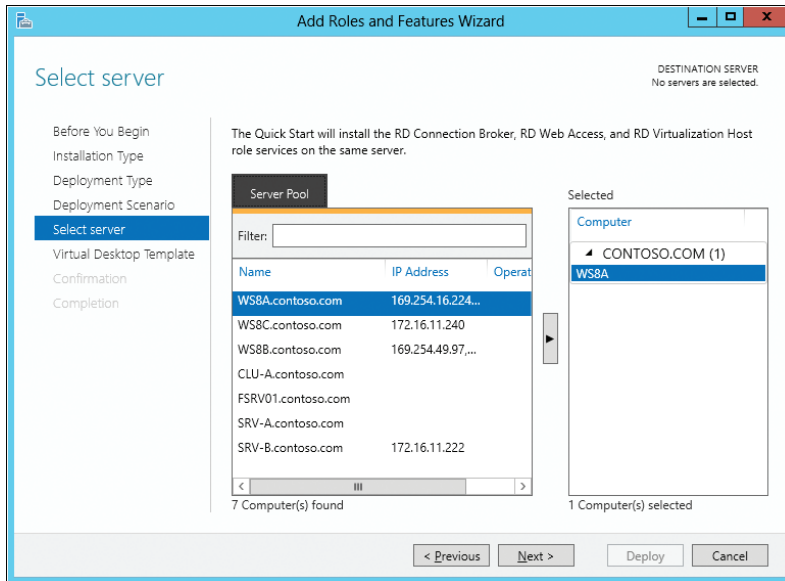 Add Roles and Features Wizard
Select server
DESTINATION SERVER
No servers are selected.
Before You Begin
Installation Type
Deployment Type
Deployment Scenario
Select server
Virtual Desktop Template
Confirmation
Completion
The Quick Start will install the RD Connection Broker, RD Web Access, and RD Virtualization Host
role services on the same server.
Server Pool
Filter:
Name IP Address Operat
WS8A.contoso.com 169.254.16.224...
WS8C.contoso.com 172.16.11.240
WS8B.contoso.com 169.254.49.97,...
CLU-A.contoso.com
FSRV01.contoso.com
SRV-A.contoso.com
SRV-B.contoso.com 172.16.11.222
7 Computer(s) found
Selected
Computer
CONTOSO.COM (1)
WS8A
1 Computer(s) selected
< Previous Next > Deploy Cancel